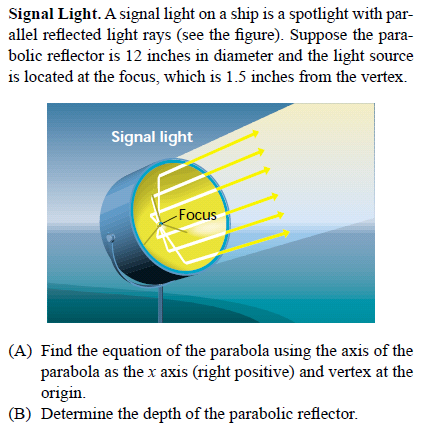 Signal Light. A signal light on a ship is a spotlight with par-
allel reflected light rays (see the figure). Suppose the para-
bolic reflector is 12 inches in diameter and the light source
is located at the focus, which is 1.5 inches from the vertex.
Signal light
Focus
(A) Find the equation of the parabola using the axis of the
parabola as the x axis (right positive) and vertex at the
origin.
(B) Determine the depth of the parabolic reflector.